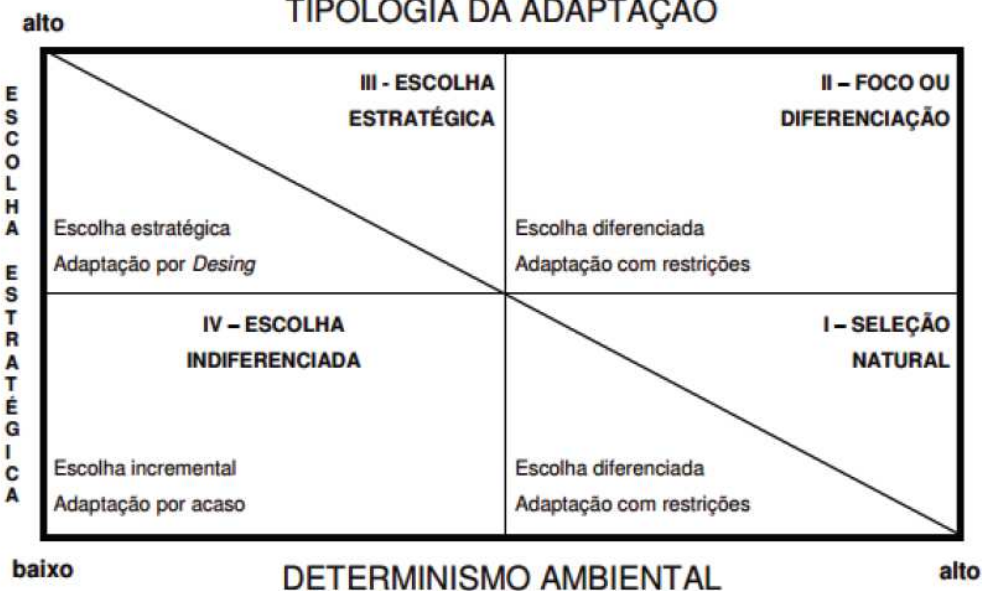 TIPOLOGIA DA ADAPTAÇÃO
alto
ESCOLHA ESTRATÉGICA
III - ESCOLHA
ESTRATÉGICA
Escolha estratégica
Adaptação por Desing
II – FOCO OU
DIFERENCIAÇÃO
Escolha diferenciada
Adaptação com restrições
IV – ESCOLHA
INDIFERENCIADA
Escolha incremental
Adaptação por acaso
I – SELEÇÃO
NATURAL
Escolha diferenciada
Adaptação com restrições
baixo
DETERMINISMO AMBIENTAL
alto